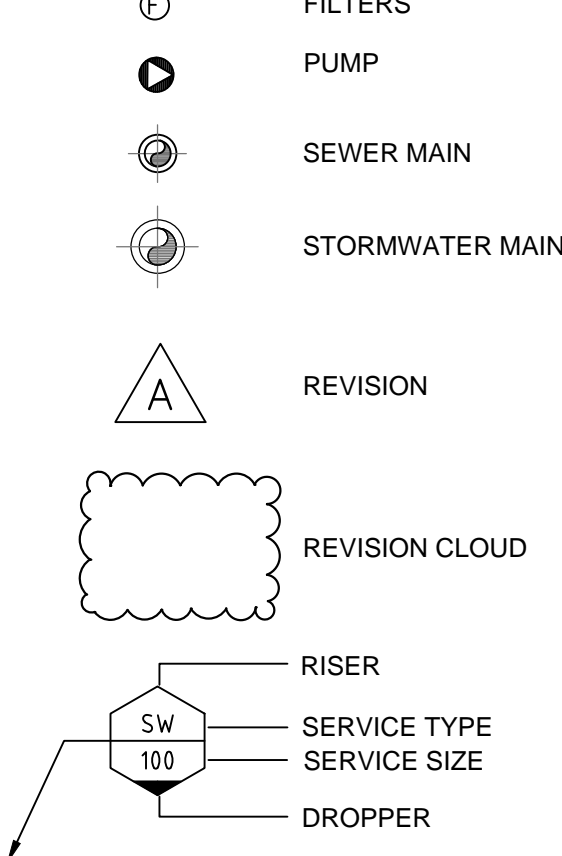 F FILTERS
PUMP
SEWER MAIN
STORMWATER MAIN
A REVISION
REVISION CLOUD
RISER
SW SERVICE TYPE
100 SERVICE SIZE
DROPPER